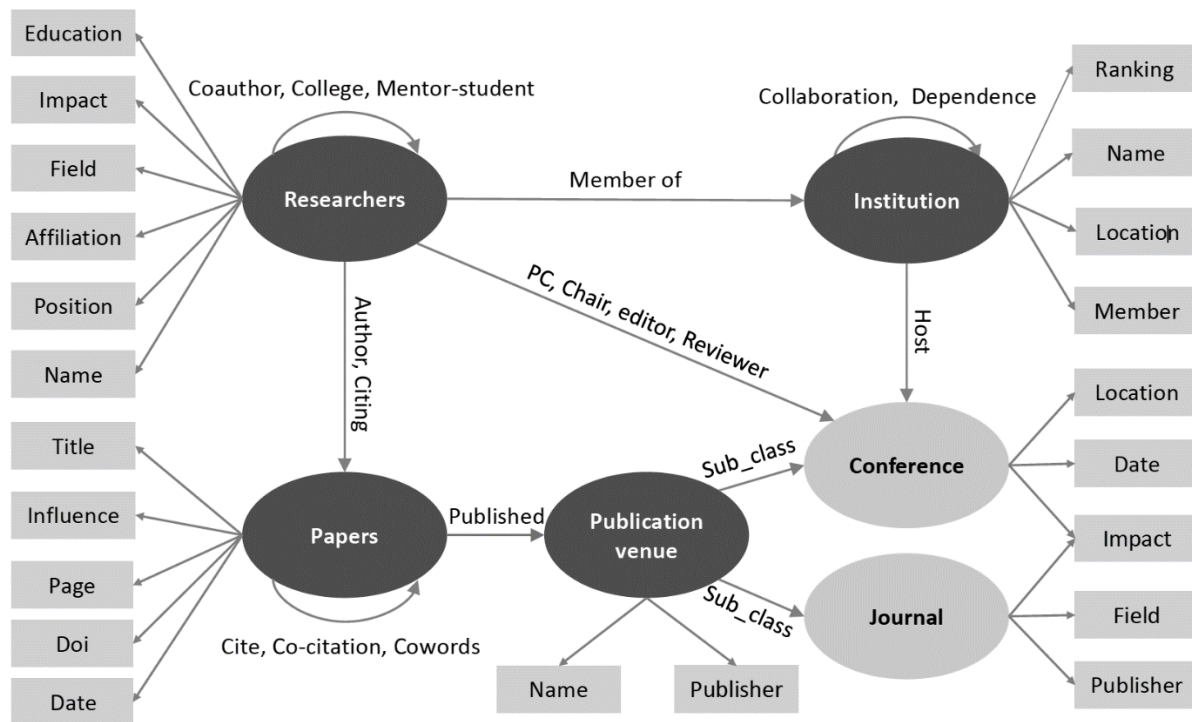 Education
Impact
Field
Affiliation
Position
Name
Title
Influence
Page
Doi
Date
Coauthor, College, Mentor-student
Researchers
Member of
Collaboration, Dependence
Institution
Author, Citing
PC, Chair, editor, Reviewer
Host
Papers
Cite, Co-citation, Cowords
Published
Publication
venue
Sub_class
Sub_class
Conference
Journal
Name
Publisher
Ranking
Name
Location
Member
Location
Date
Impact
Field
Publisher